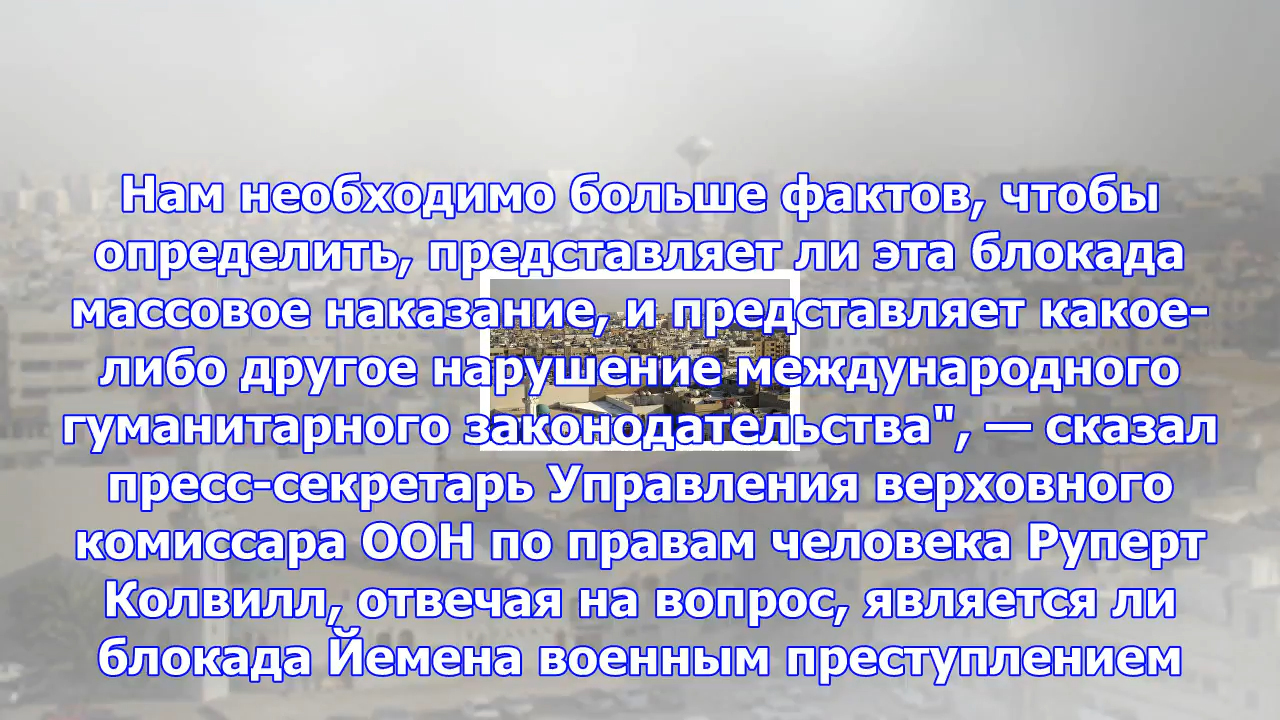 Нам необходимо больше фактов, чтобы
определить, представляет ли эта блокада
массовое наказание, и представляет какое-
либо другое нарушение международного
гуманитарного законодательства", — сказал
пресс-секретарь Управления верховного
комиссара ООН по правам человека Руперт
Колвилл, отвечая на вопрос, является ли
блокада Йемена военным преступлением